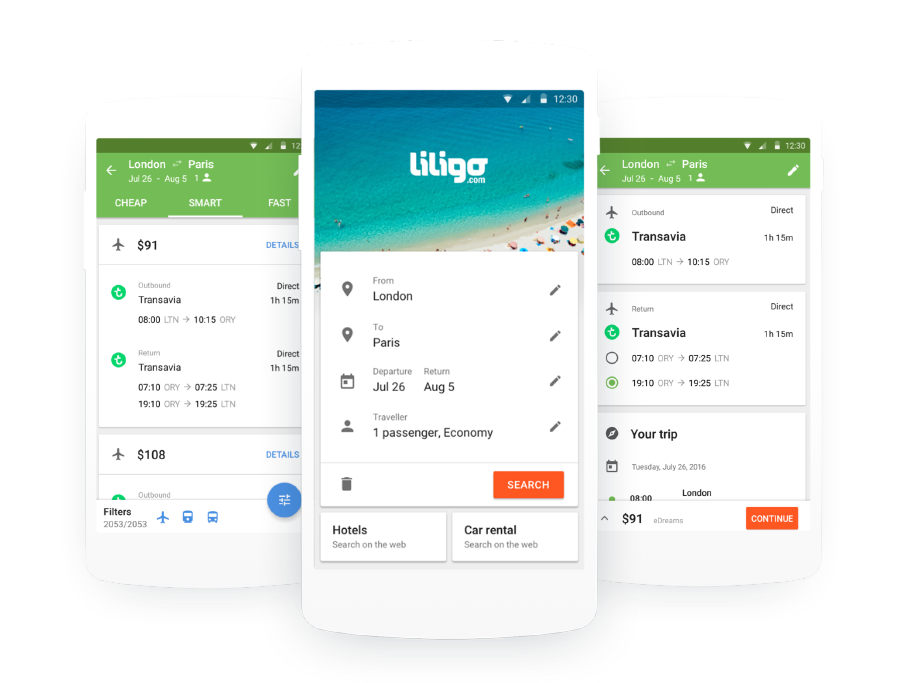 12
London Paris
Jul 26 - Aug 5 1
CHEAP SMART FAST
$91 DETAILS
Outbound Direct
Transavia 1h 15m
08:00 LTN → 10:15 ORY
Return Direct
Transavia 1h 15m
07:10 ORY → 07:25 LTN
19:10 ORY → 19:25 LTN
$108 DETAILS
Outbound
Filters
2053/2053
12:30
liligo
.com
From
London
To
Paris
Departure Return
Jul 26 Aug 5
Traveller
1 passenger, Economy
SEARCH
Hotels Car rental
Search on the web Search on the web
12:30
London Paris
Jul 26 - Aug 5 1
Outbound Direct
Transavia 1h 15m
08:00 LTN → 10:15 ORY
Return Direct
Transavia 1h 15m
07:10 ORY → 07:25 LTN
19:10 ORY → 19:25 LTN
Your trip
Tuesday, July 26, 2016
08:00 London
$91 eDreams CONTINUE